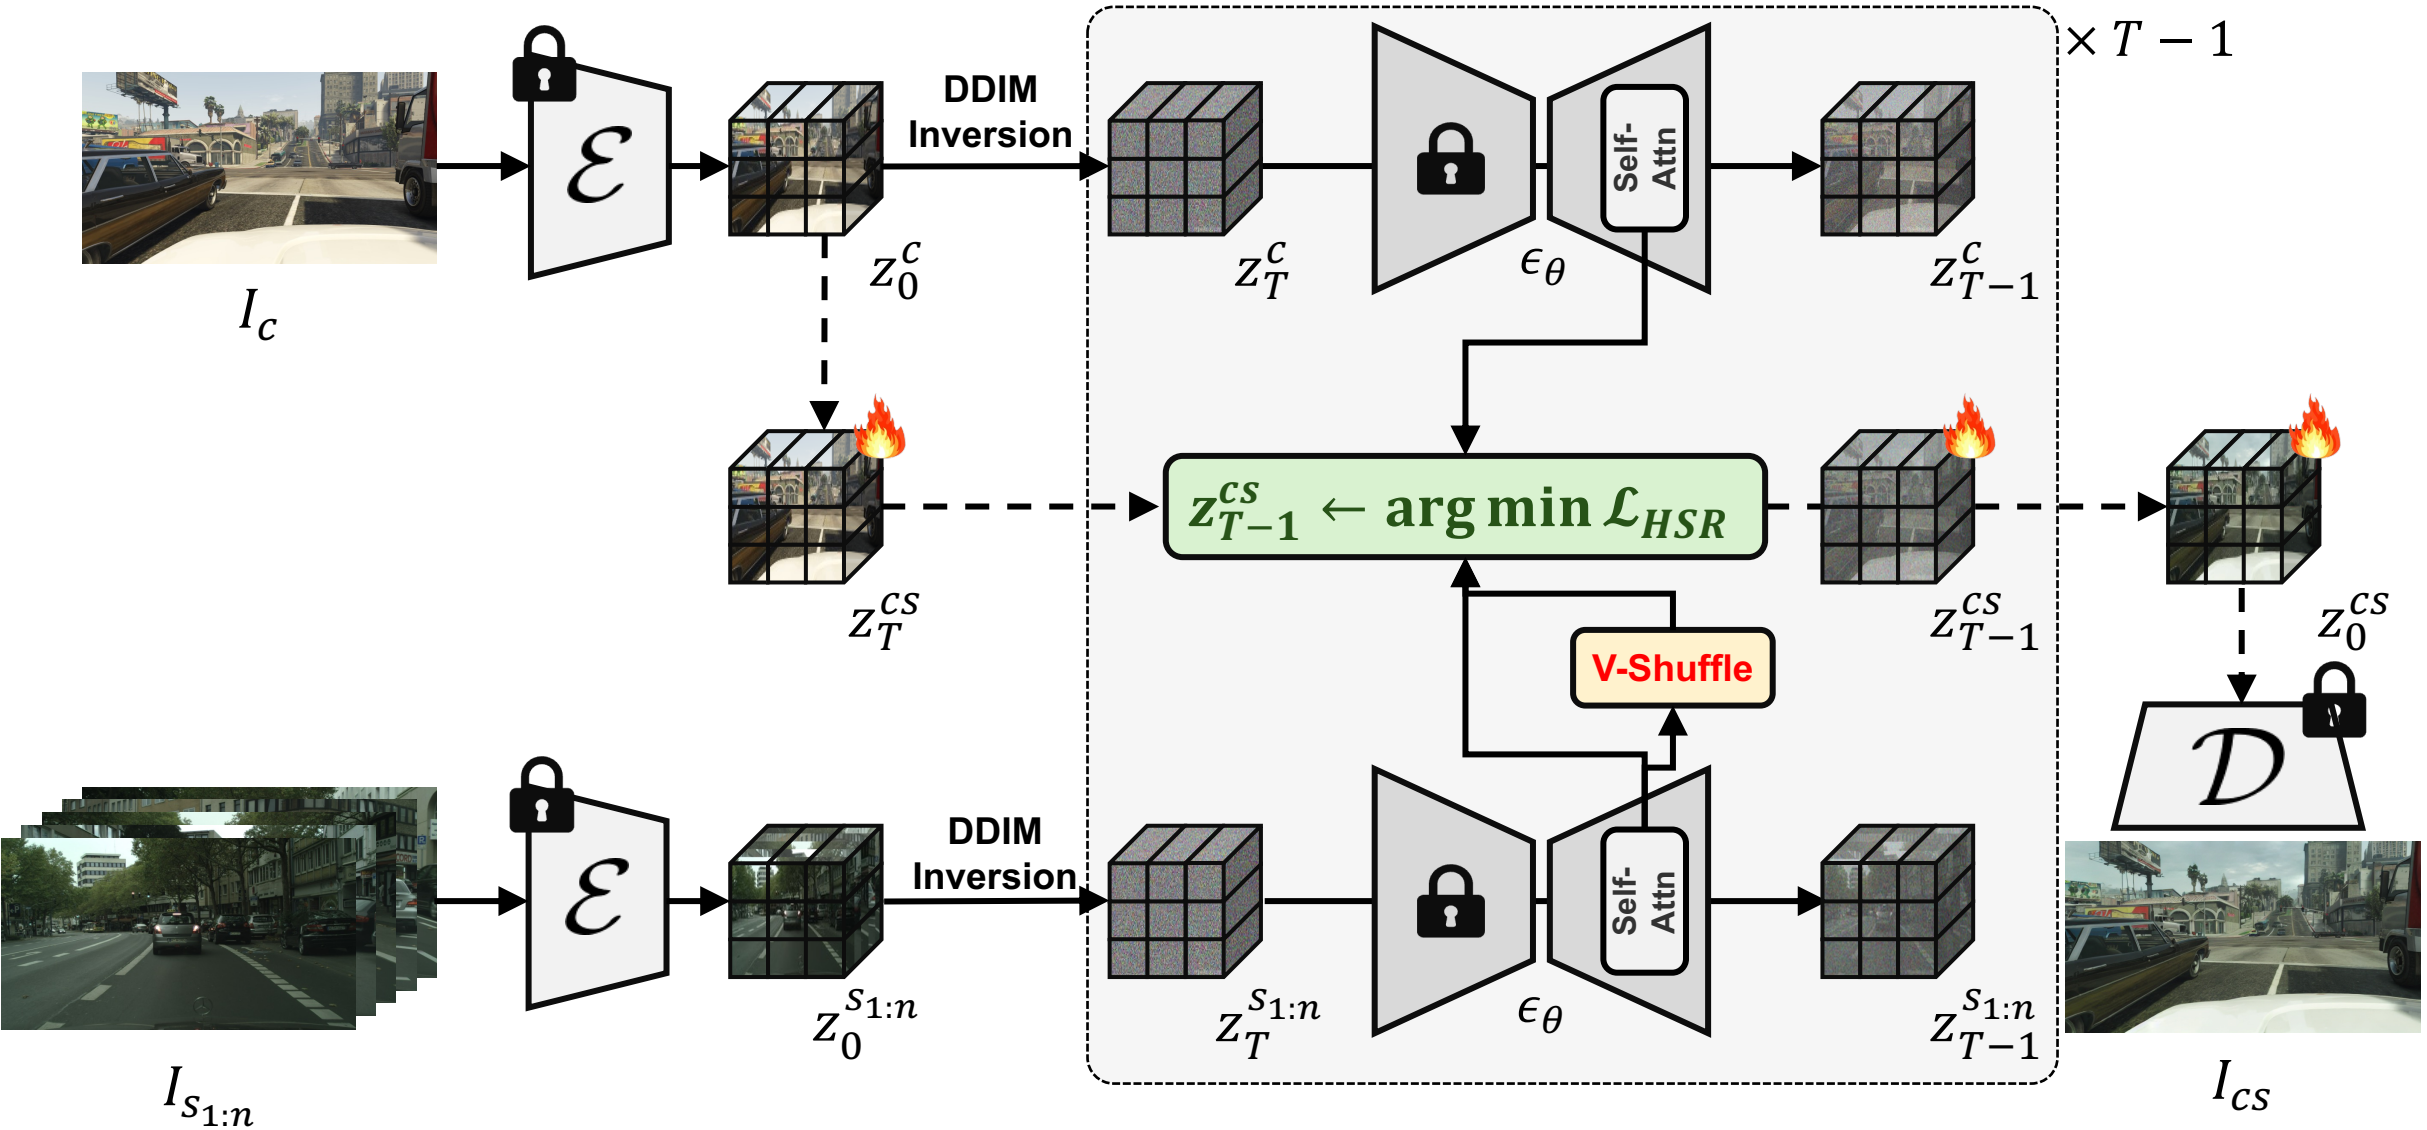 × T − 1
DDIM
Inversion
ℰ
Self-
Attn
z_0^c
z_T^c
ϵ_θ
z_{T−1}^c
I_c
z_{T−1}^{cs} ← arg min ℒ_{HSR}
z_T^{cs}
z_{T−1}^{cs}
z_0^{cs}
V-Shuffle
𝒟
DDIM
Inversion
ℰ
Self-
Attn
z_0^{s_{1:n}}
z_T^{s_{1:n}}
ϵ_θ
z_{T−1}^{s_{1:n}}
I_{s_{1:n}}
I_{cs}